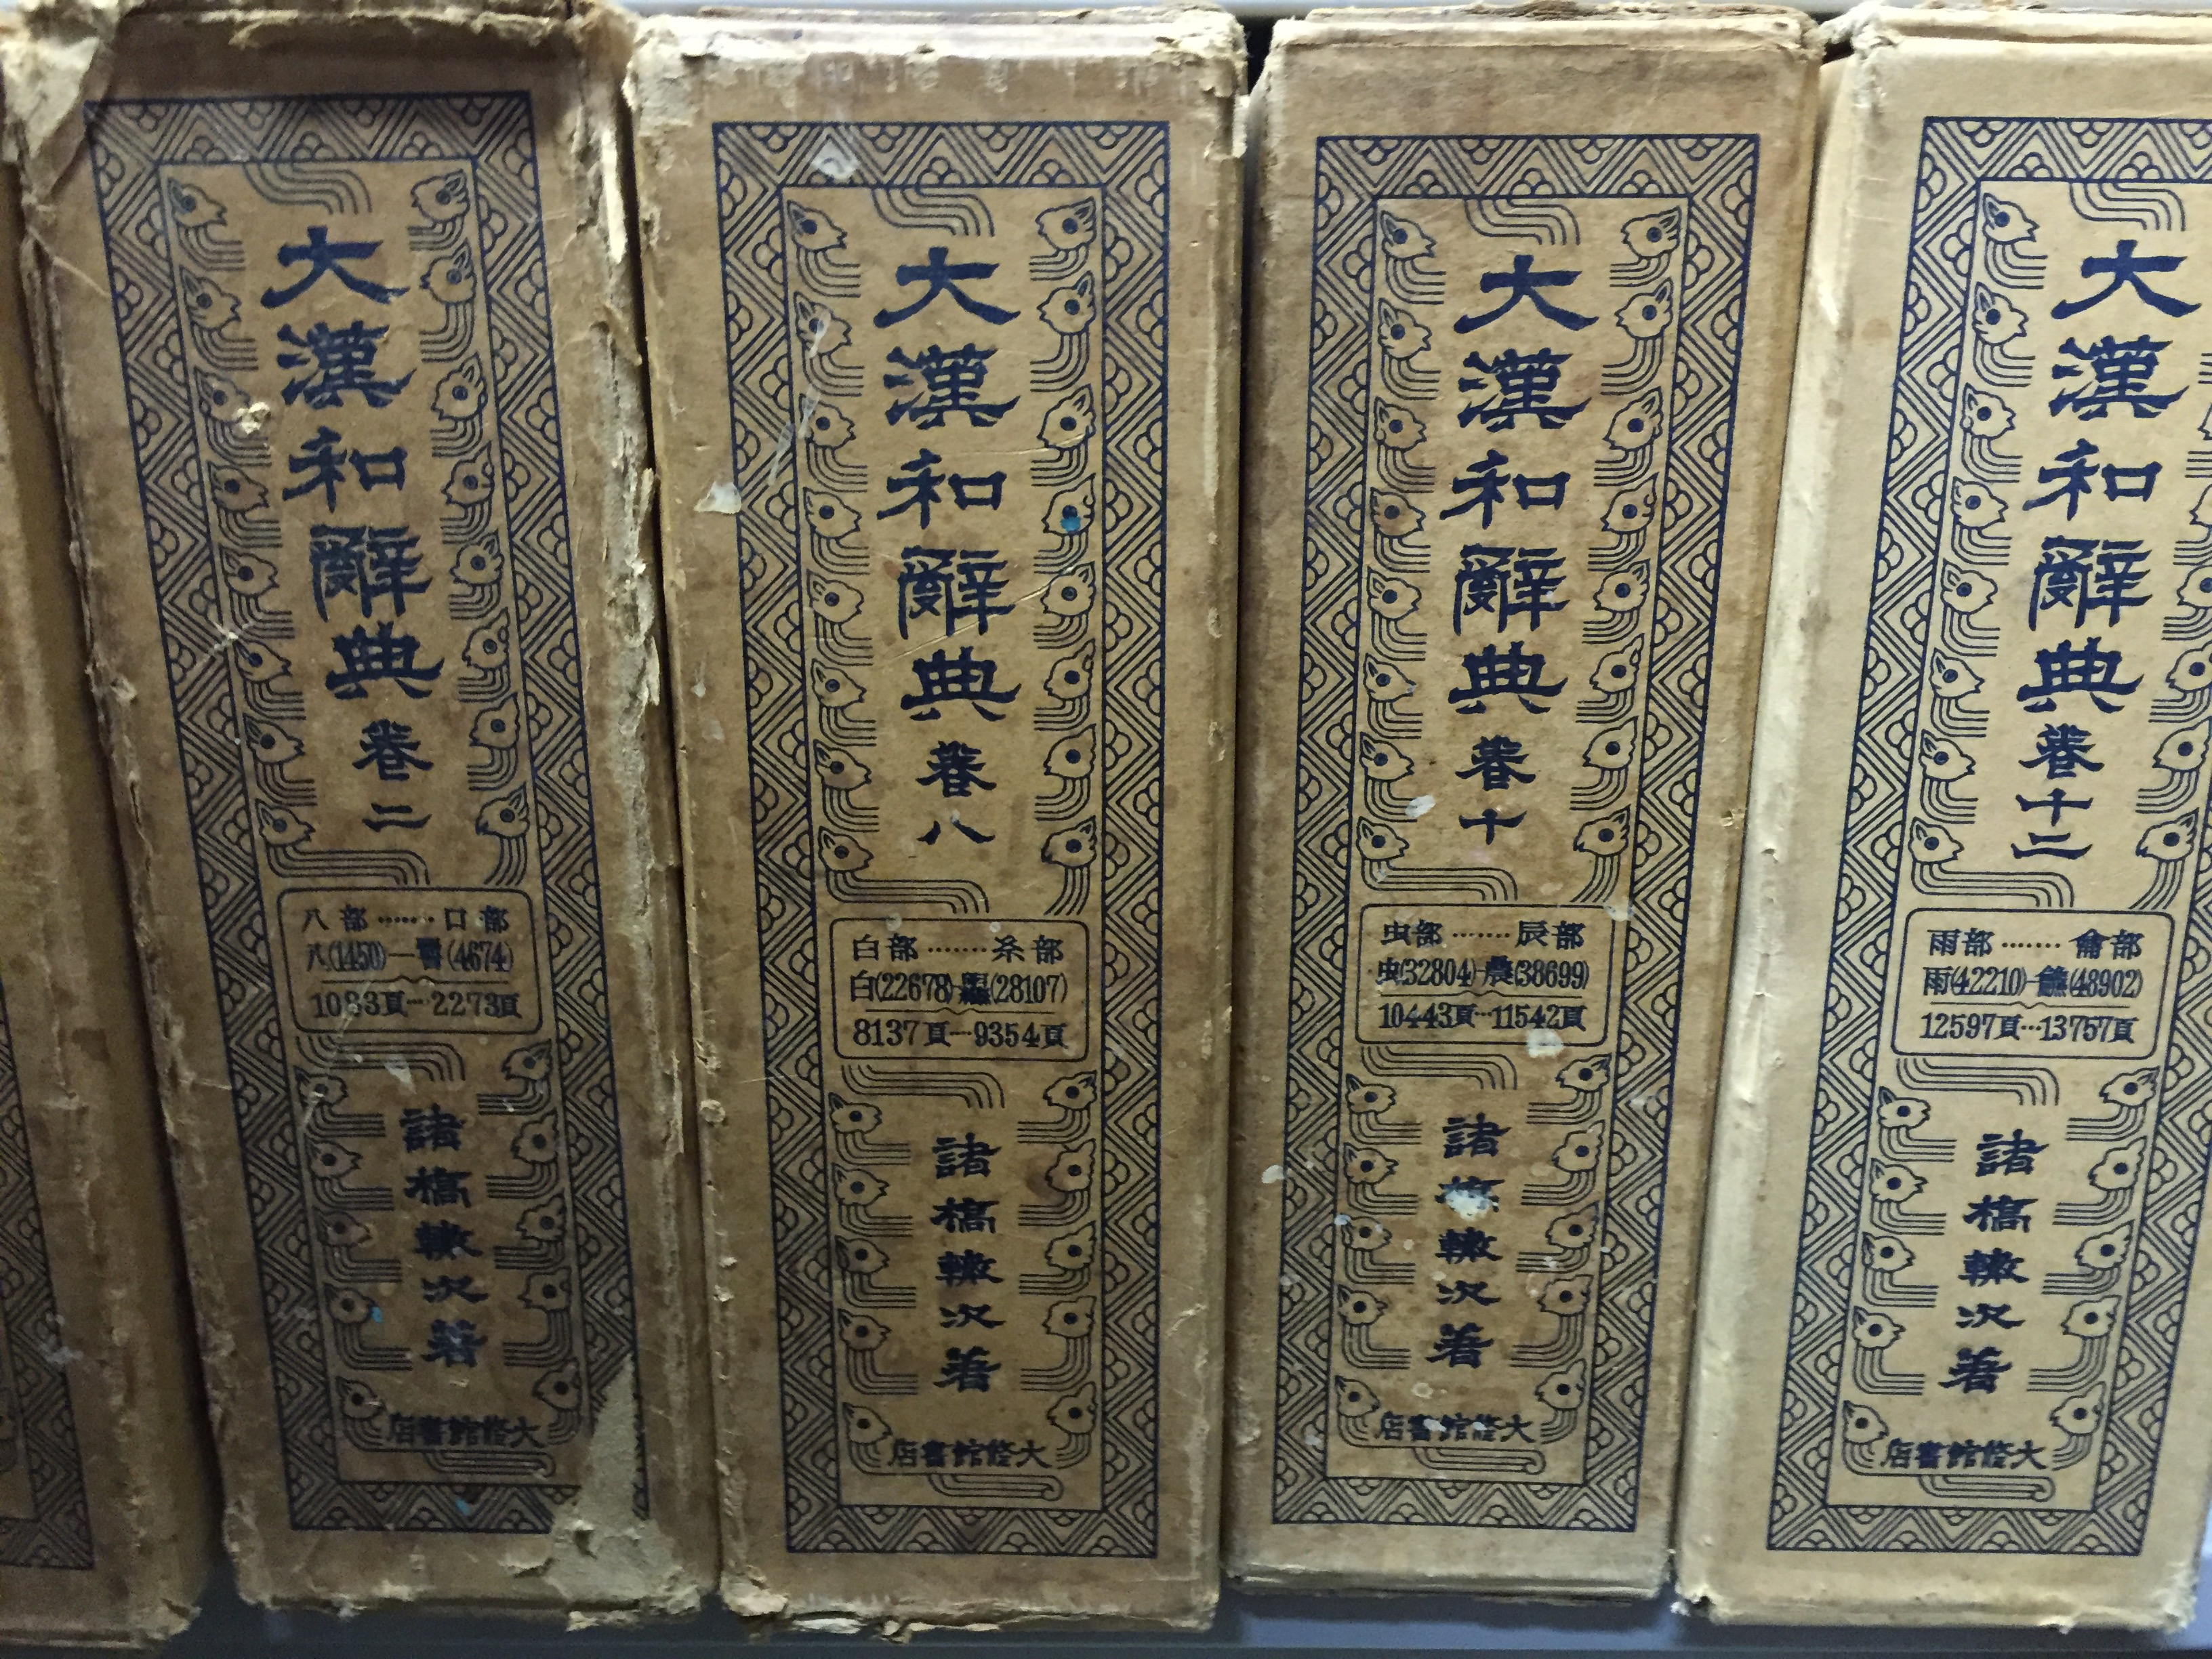 大漢和辭典 卷二
八部……口部
八(1450)—(4674)
1083頁…2273頁
諸橋轍次著
店書館修大
大漢和辭典 卷八
白部……糸部
白(22678)-(28107)
8137頁…9354頁
諸橋轍次著
店書館修大
大漢和辭典 卷十
虫部……辰部
虫(32804)-農(38699)
10443頁…11542頁
諸橋轍次著
店書館修大
大漢和辭典 卷十二
雨部……龠部
雨(42210)-(48902)
12597頁…13757頁
諸橋轍次著
店書館修大